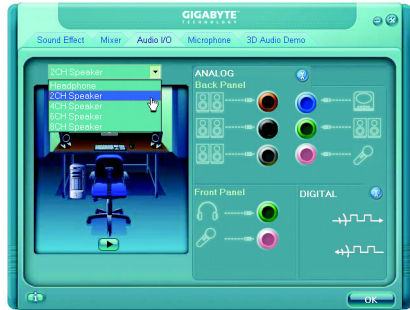 GIGABYTE
TECHNOLOGY
Sound Effect Mixer Audio I/O Microphone 3D Audio Demo
2CH Speaker
Headphone
2CH Speaker
4CH Speaker
6CH Speaker
8CH Speaker
ANALOG
Back Panel
Front Panel
DIGITAL
OK